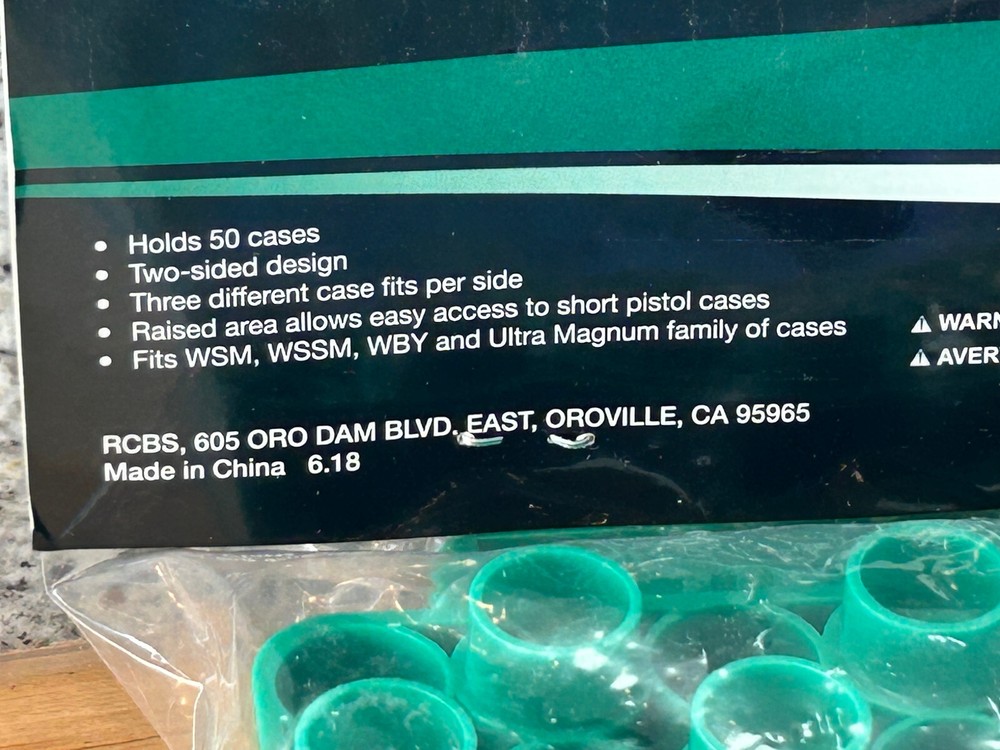 • Holds 50 cases
• Two-sided design
• Three different case fits per side
• Raised area allows easy access to short pistol cases
• Fits WSM, WSSM, WBY and Ultra Magnum family of cases
⚠ WARN
⚠ AVER
RCBS, 605 ORO DAM BLVD. EAST, OROVILLE, CA 95965
Made in China 6.18